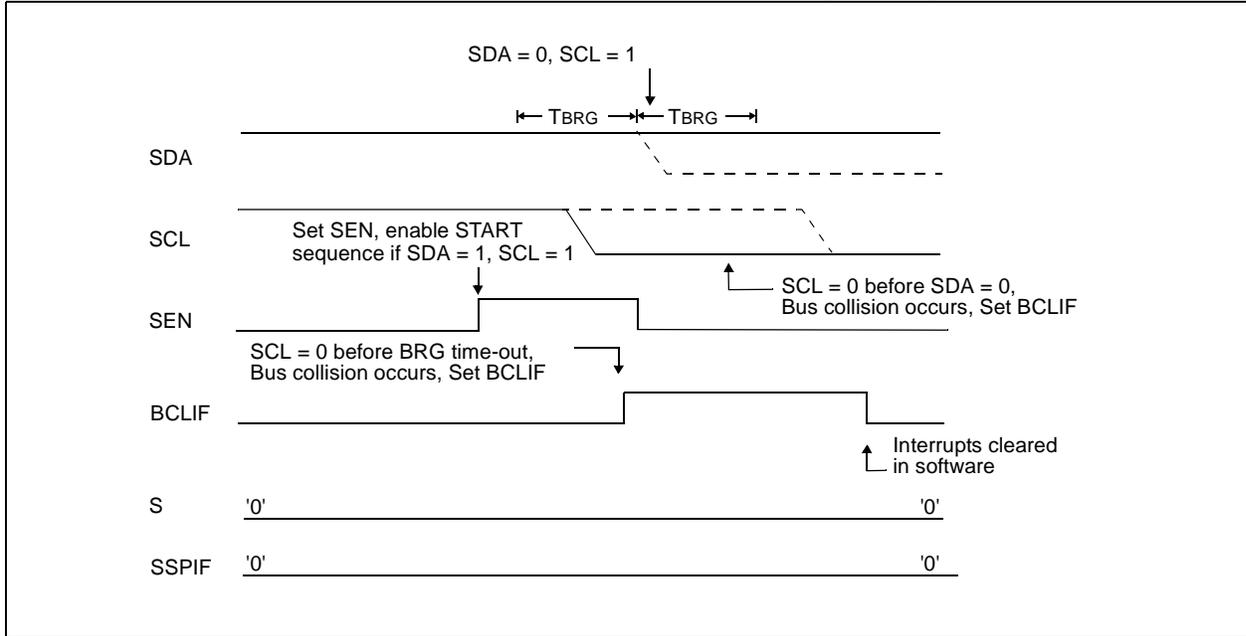 SDA = 0, SCL = 1
TBRG TBRG
SDA
SCL
Set SEN, enable START
sequence if SDA = 1, SCL = 1
SCL = 0 before SDA = 0,
Bus collision occurs, Set BCLIF
SEN
SCL = 0 before BRG time-out,
Bus collision occurs, Set BCLIF
BCLIF
Interrupts cleared
in software
S '0' '0'
SSPIF '0' '0'